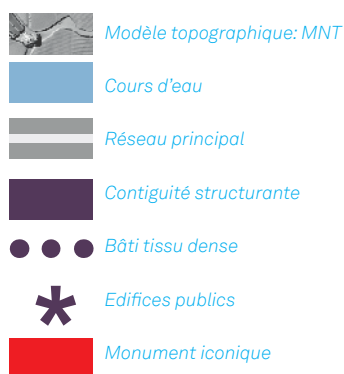 Modèle topographique: MNT
Cours d'eau
Réseau principal
Contiguité structurante
Bâti tissu dense
Edifices publics
Monument iconique